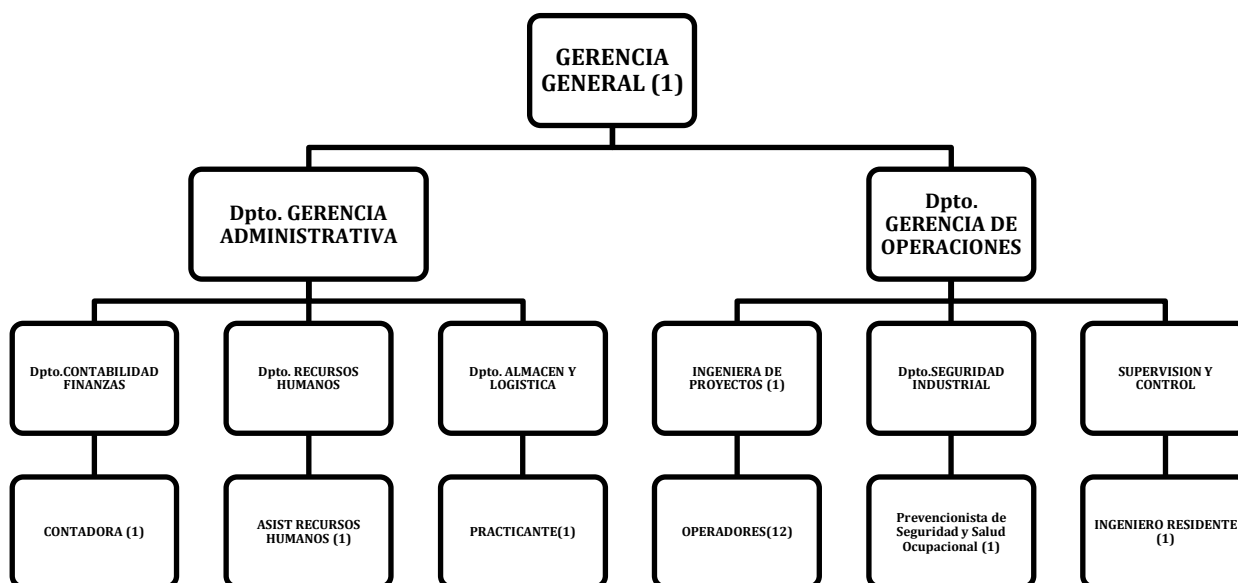 GERENCIA
GENERAL (1)
Dpto. GERENCIA
ADMINISTRATIVA
Dpto.
GERENCIA DE
OPERACIONES
Dpto.CONTABILIDAD
FINANZAS
Dpto. RECURSOS
HUMANOS
Dpto. ALMACEN Y
LOGISTICA
INGENIERA DE
PROYECTOS (1)
Dpto.SEGURIDAD
INDUSTRIAL
SUPERVISION Y
CONTROL
CONTADORA (1)
ASIST RECURSOS
HUMANOS (1)
PRACTICANTE(1)
OPERADORES(12)
Prevencionista de
Seguridad y Salud
Ocupacional (1)
INGENIERO RESIDENTE
(1)